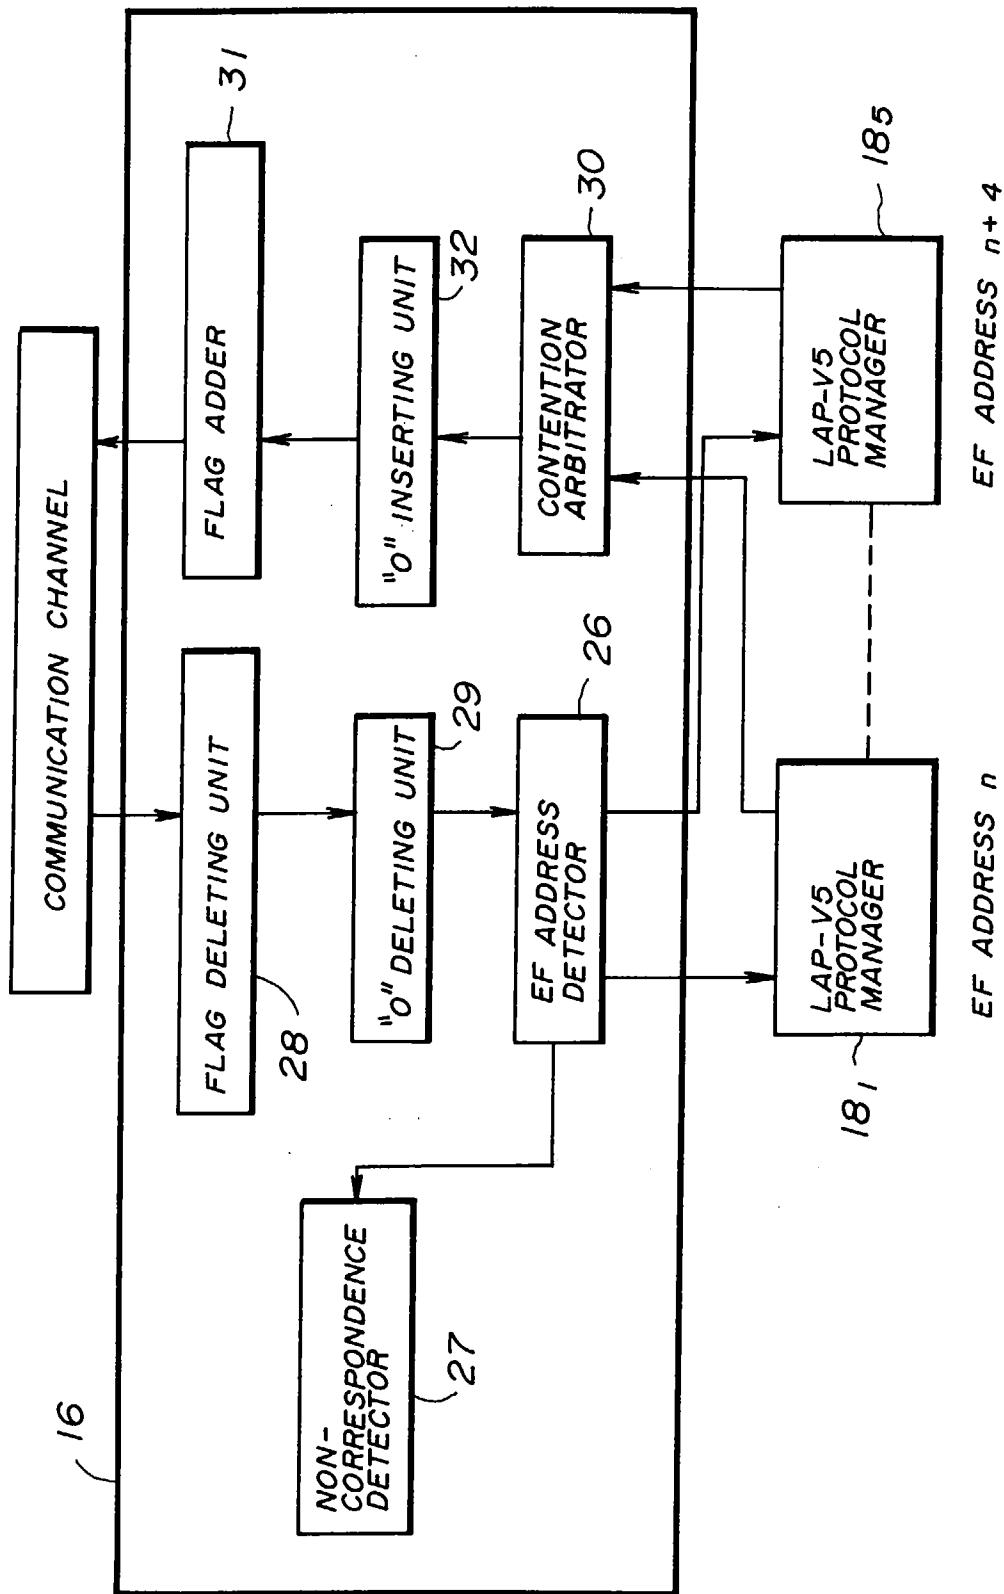 COMMUNICATION CHANNEL
16
FLAG DELETING UNIT
28
FLAG ADDER
31
"0" DELETING UNIT
29
"0" INSERTING UNIT
32
NON-
CORRESPONDENCE
DETECTOR
27
EF ADDRESS
DETECTOR
26
CONTENTION
ARBITRATOR
30
LAP-V5
PROTOCOL
MANAGER
181
LAP-V5
PROTOCOL
MANAGER
185
EF ADDRESS n
EF ADDRESS n+4